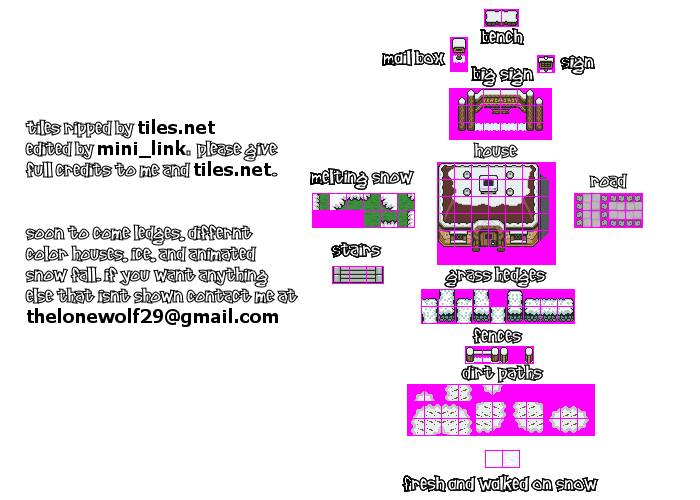 bench
mail box
sign
big sign
tiles ripped by tiles.net
edited by mini_link. please give
full credits to me and tiles.net.
house
melting snow
road
soon to come ledges. differnt
color houses. ice. and animated
snow fall. if you want anything
else that isnt shown contact me at
thelonewolf29@gmail.com
stairs
grass hedges
fences
dirt paths
fresh and walked on snow